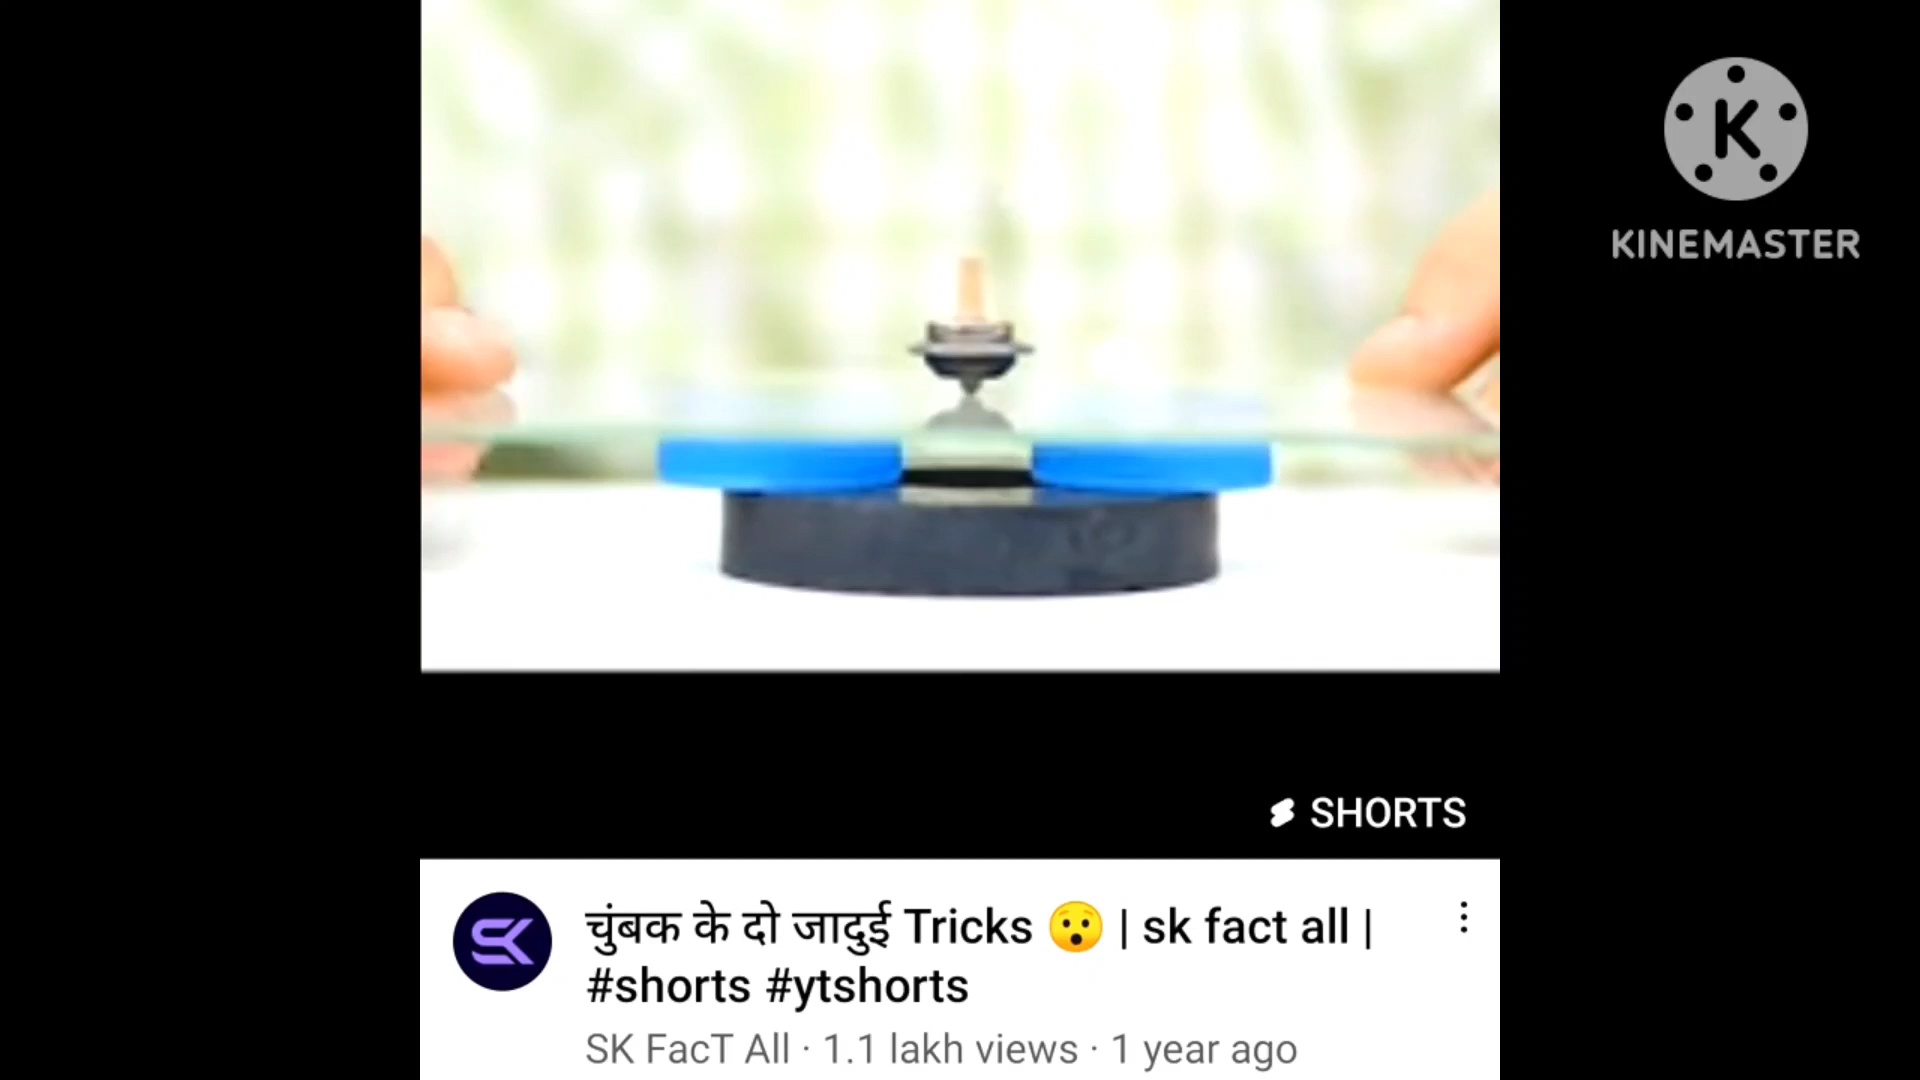 K
KINEMASTER
SHORTS
SK
चुंबक के दो जादुई Tricks 😯 | sk fact all |
#shorts #ytshorts
SK FacT All · 1.1 lakh views · 1 year ago